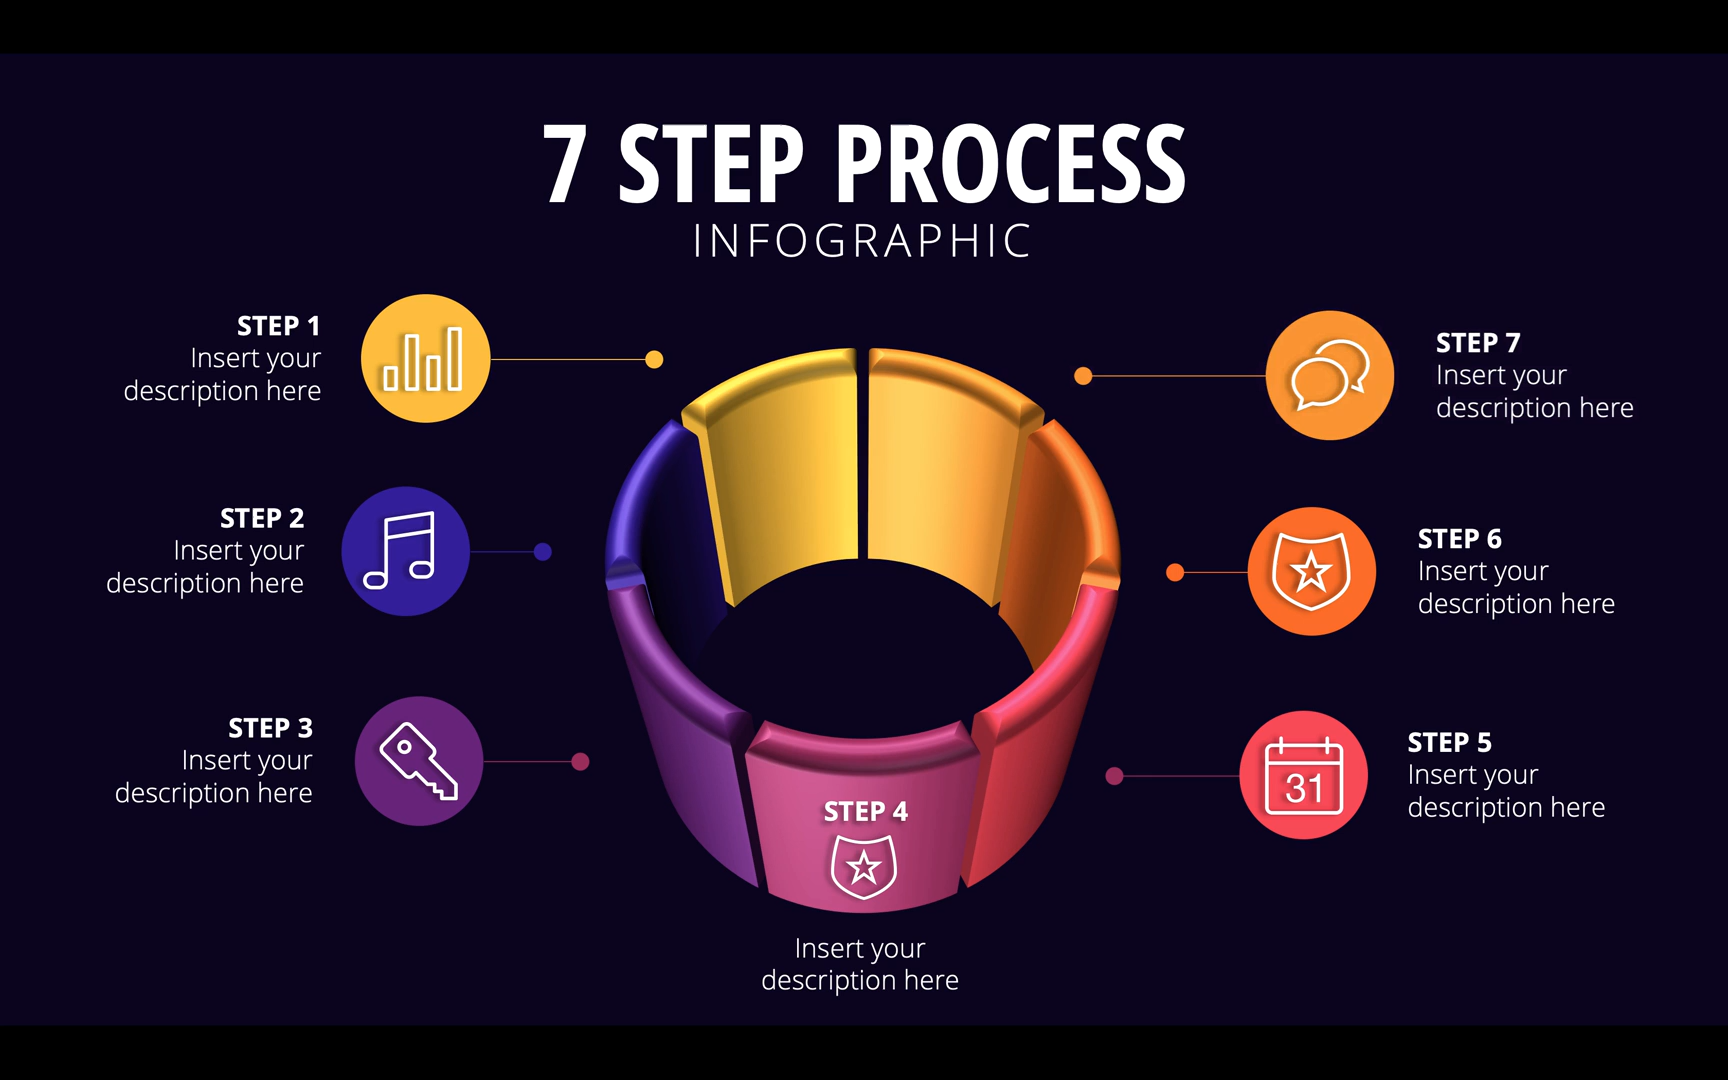 7 STEP PROCESS
INFOGRAPHIC
STEP 1
Insert your
description here
STEP 2
Insert your
description here
STEP 3
Insert your
description here
STEP 4
Insert your
description here
STEP 5
Insert your
description here
31
STEP 6
Insert your
description here
STEP 7
Insert your
description here